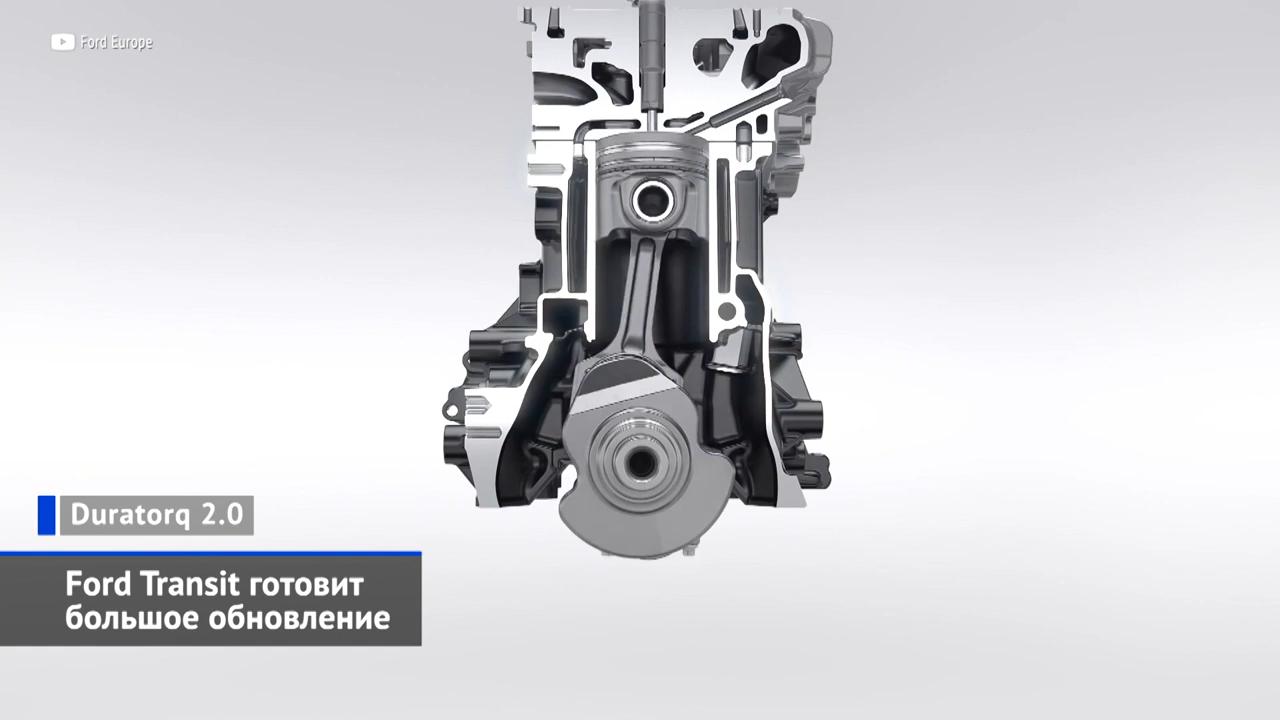 Ford Europe
Duratorq 2.0
Ford Transit готовит
большое обновление